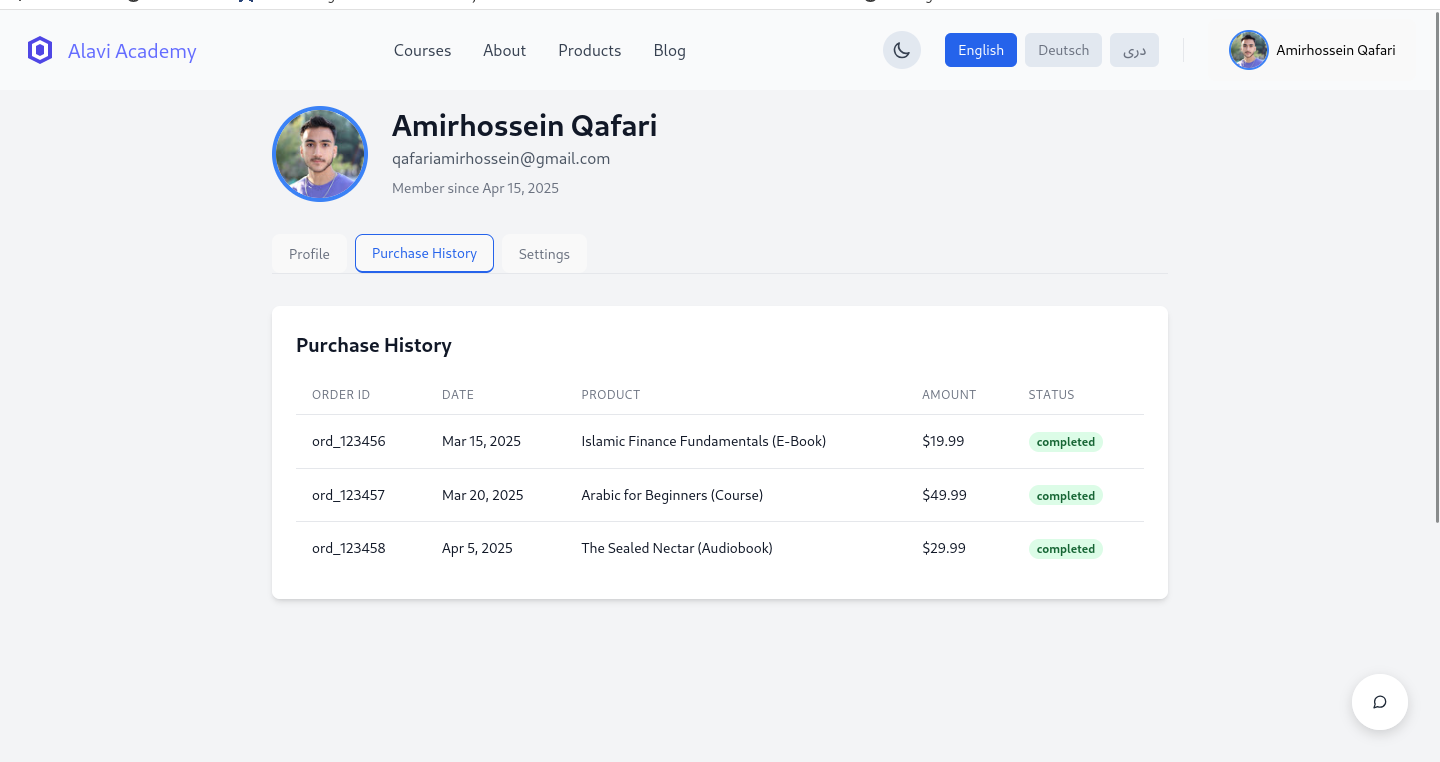 Alavi Academy Courses About Products Blog English Deutsch دری Amirhossein Qafari
Amirhossein Qafari
qafariamirhossein@gmail.com
Member since Apr 15, 2025
Profile Purchase History Settings
Purchase History
ORDER ID DATE PRODUCT AMOUNT STATUS
ord_123456 Mar 15, 2025 Islamic Finance Fundamentals (E-Book) $19.99 completed
ord_123457 Mar 20, 2025 Arabic for Beginners (Course) $49.99 completed
ord_123458 Apr 5, 2025 The Sealed Nectar (Audiobook) $29.99 completed